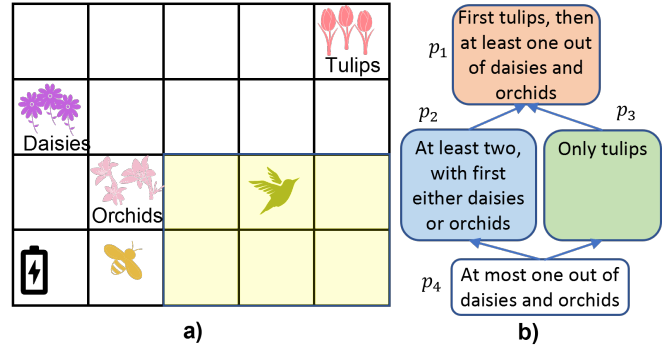 Tulips
Daisies
Orchids
a)
p₁
First tulips, then
at least one out
of daisies and
orchids
p₂
At least two,
with first
either daisies
or orchids
p₃
Only tulips
p₄
At most one out of
daisies and orchids
b)